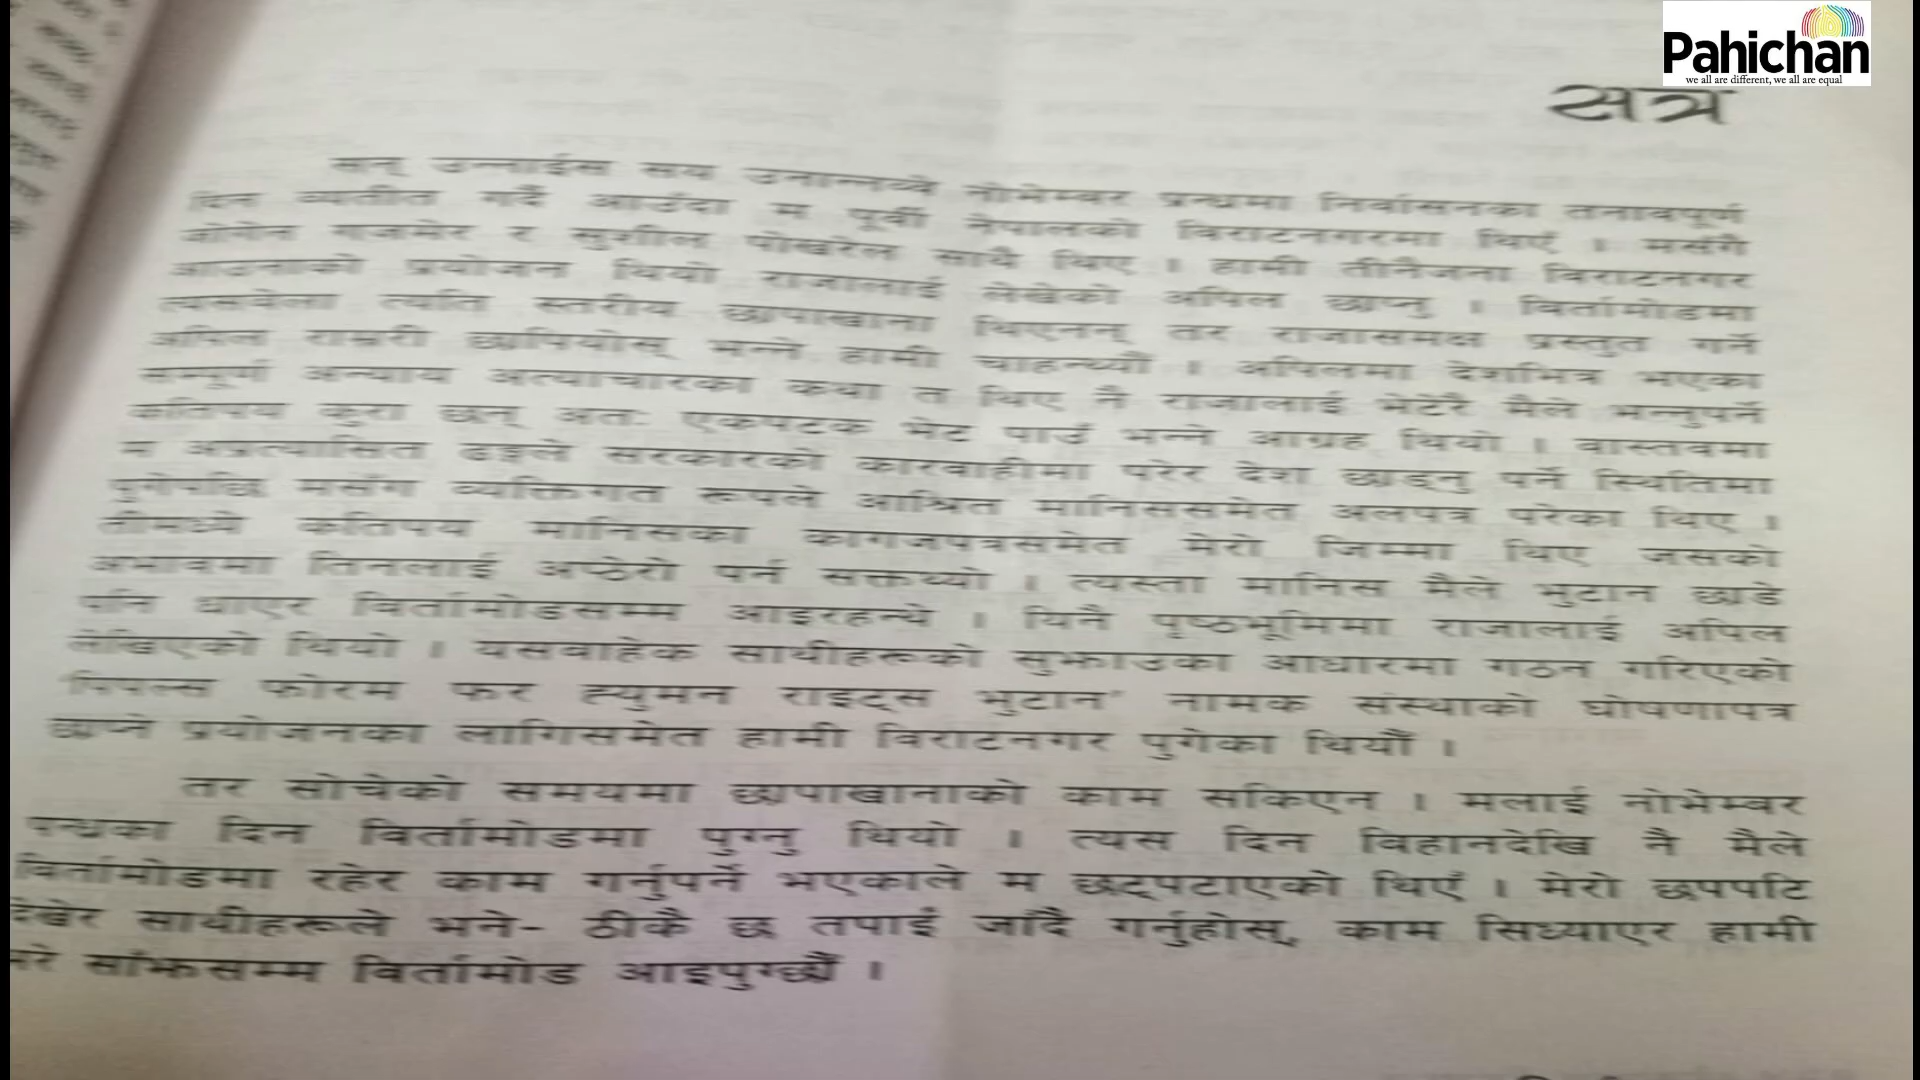 Pahichan
we all are different, we all are equal
सत्र
सन् उन्नाईस सय उनान्नब्बे नोभेम्बर पन्ध्रमा निर्वासनका तनावपूर्ण
दिन व्यतीत गर्दै आउँदा म पूर्वी नेपालको विराटनगरमा थिएँ । मसँगै
जोगेन गजमेर र सुशील पोखरेल साथै थिए । हामी तीनैजना विराटनगर
आउनाको प्रयोजन थियो राजालाई लेखेको अपिल छाप्नु । विर्तामोडमा
त्यसवेला त्यति स्तरीय छापाखाना थिएनन् तर राजासमक्ष प्रस्तुत गर्ने
अपिल राम्ररी छापियोस् भन्ने हामी चाहन्थ्यौं । अपिलमा देशभित्र भएका
सम्पूर्ण अन्याय अत्याचारका कथा त थिए नै राजालाई भेटेरै मैले भन्नुपर्ने
कतिपय कुरा छन् अतः एकपटक भेट पाउँ भन्ने आग्रह थियो । वास्तवमा
म अप्रत्यासित ढङ्गले सरकारको कारवाहीमा परेर देश छाड्नु पर्ने स्थितिमा
पुगेपछि मसँग व्यक्तिगत रूपले आश्रित मानिससमेत अलपत्र परेका थिए ।
तीमध्ये कतिपय मानिसका कागजपत्रसमेत मेरो जिम्मा थिए जसको
अभावमा तिनलाई अप्ठेरो पर्न सक्तथ्यो । त्यस्ता मानिस मैले भुटान छाडे
पनि धाएर विर्तामोडसम्म आइरहन्थे । यिनै पृष्ठभूमिमा राजालाई अपिल
लेखिएको थियो । यसवाहेक साथीहरूको सुझाउका आधारमा गठन गरिएको
'पिपल्स फोरम फर ह्युमन राइट्स भुटान' नामक संस्थाको घोषणापत्र
छाप्ने प्रयोजनका लागिसमेत हामी विराटनगर पुगेका थियौं ।
तर सोचेको समयमा छापाखानाको काम सकिएन । मलाई नोभेम्बर
पन्ध्रका दिन विर्तामोडमा पुग्नु थियो । त्यस दिन विहानदेखि नै मैले
विर्तामोडमा रहेर काम गर्नुपर्ने भएकाले म छट्पटाएको थिएँ । मेरो छपपटि
देखेर साथीहरूले भने- ठीकै छ तपाईं जाँदै गर्नुहोस्, काम सिध्याएर हामी
साँझसम्म विर्तामोड आइपुग्छौं ।